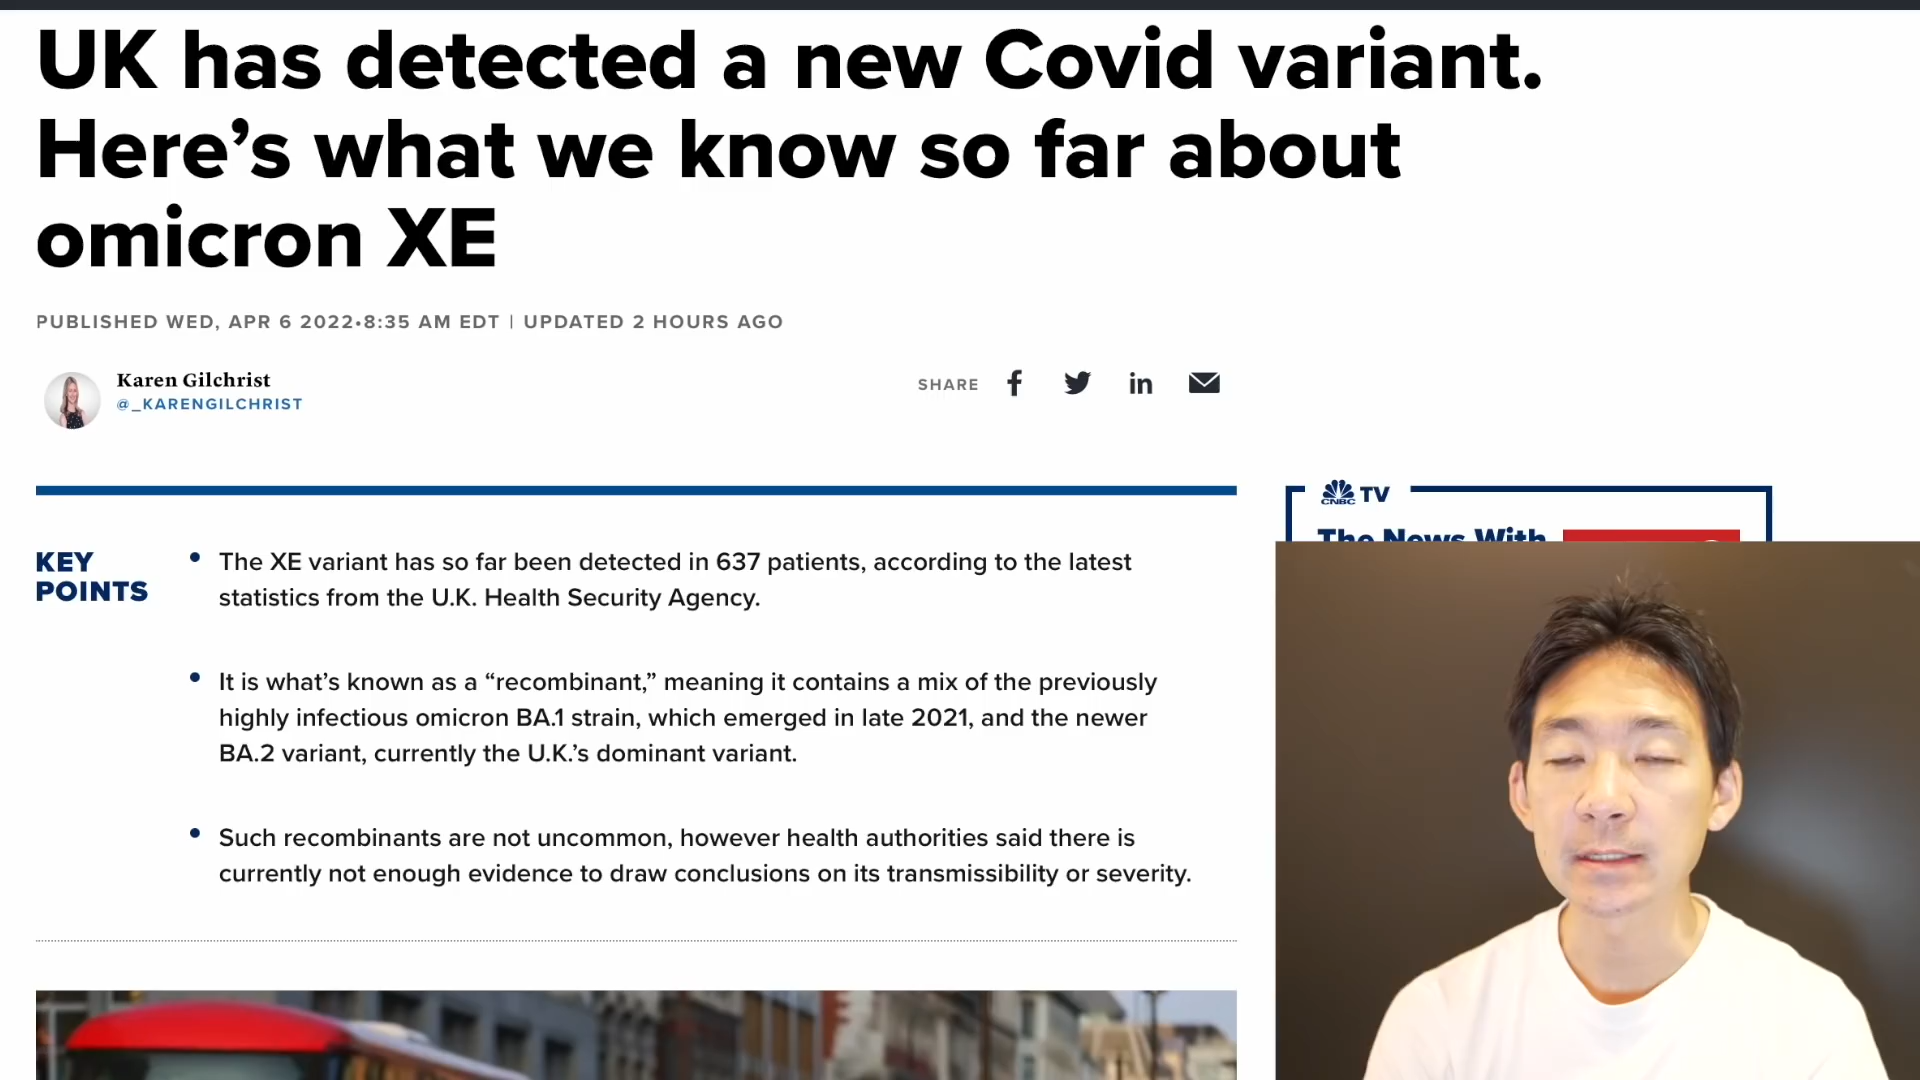 UK has detected a new Covid variant.
Here’s what we know so far about
omicron XE
PUBLISHED WED, APR 6 2022•8:35 AM EDT | UPDATED 2 HOURS AGO
Karen Gilchrist
@_KARENGILCHRIST
SHARE
CNBC TV
The News With
KEY
POINTS
• The XE variant has so far been detected in 637 patients, according to the latest
statistics from the U.K. Health Security Agency.
• It is what’s known as a “recombinant,” meaning it contains a mix of the previously
highly infectious omicron BA.1 strain, which emerged in late 2021, and the newer
BA.2 variant, currently the U.K.’s dominant variant.
• Such recombinants are not uncommon, however health authorities said there is
currently not enough evidence to draw conclusions on its transmissibility or severity.